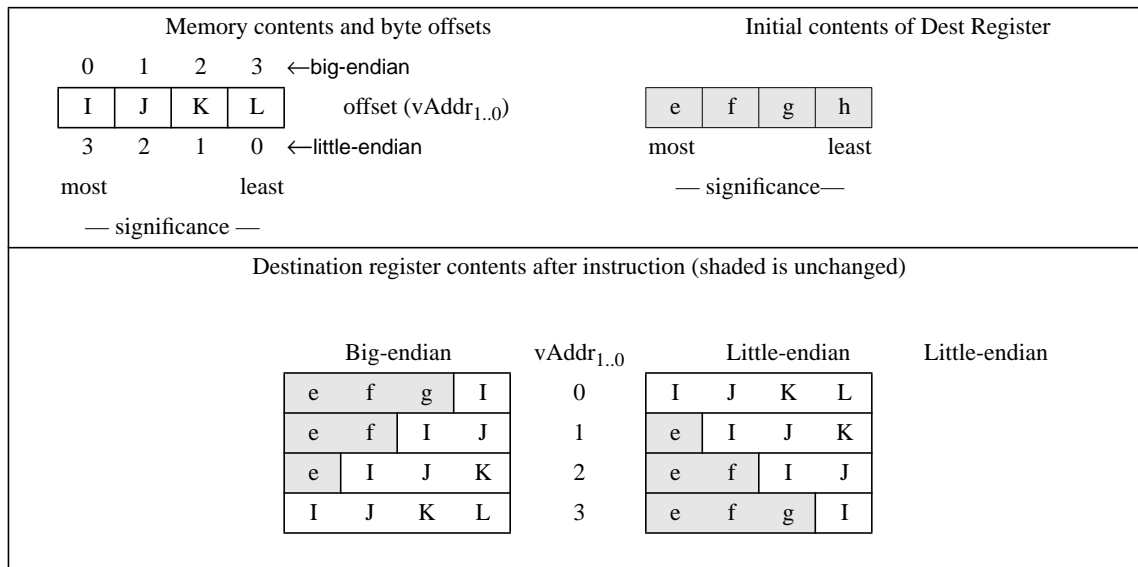 Memory contents and byte offsets
Initial contents of Dest Register
0 1 2 3 ←big-endian
I J K L offset (vAddr1..0)
e f g h
3 2 1 0 ←little-endian
most least
most least
— significance —
— significance—
Destination register contents after instruction (shaded is unchanged)
Big-endian vAddr1..0 Little-endian Little-endian
e f g I 0 I J K L
e f I J 1 e I J K
e I J K 2 e f I J
I J K L 3 e f g I